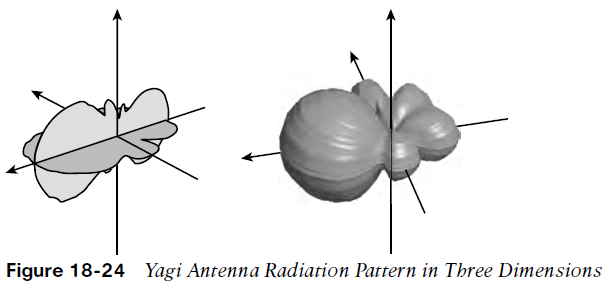 Figure 18-24 Yagi Antenna Radiation Pattern in Three Dimensions